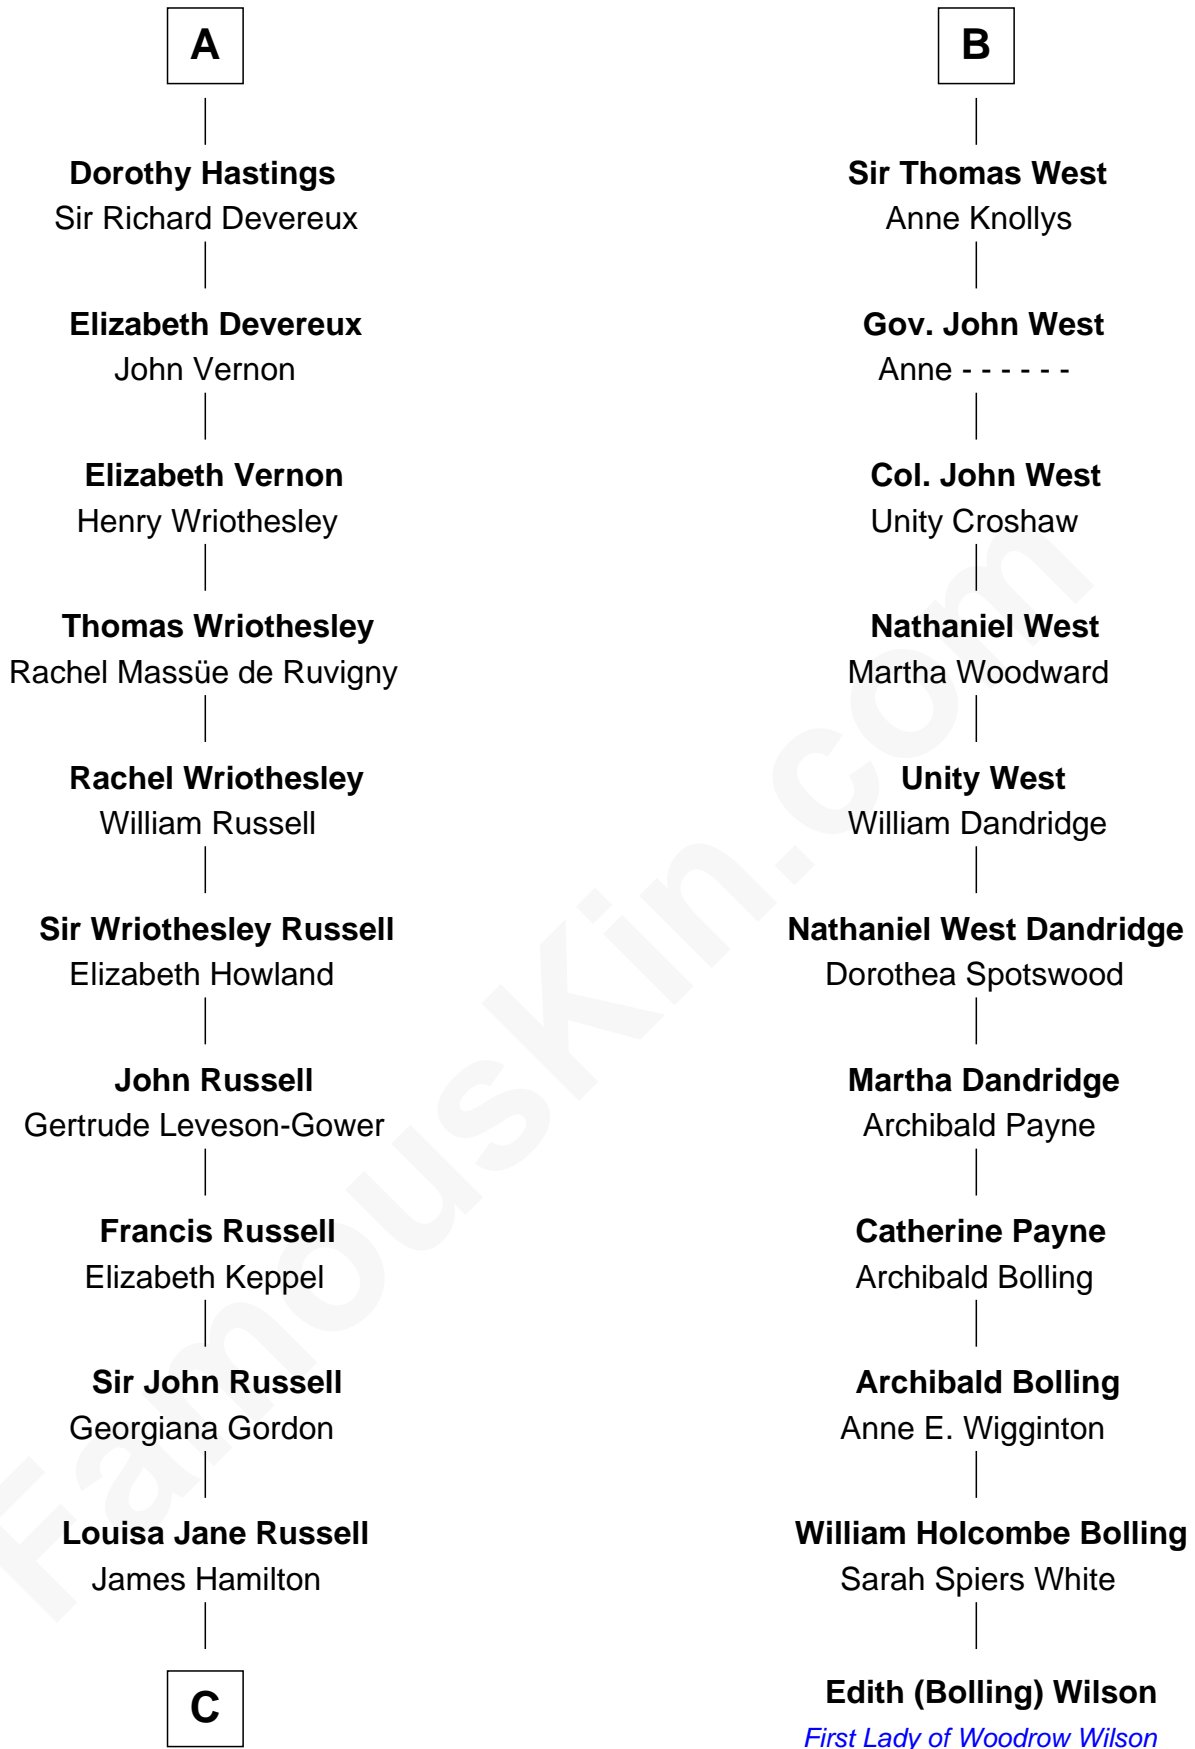 A
Dorothy Hastings
Sir Richard Devereux
Elizabeth Devereux
John Vernon
Elizabeth Vernon
Henry Wriothesley
Thomas Wriothesley
Rachel Massüe de Ruvigny
Rachel Wriothesley
William Russell
Sir Wriothesley Russell
Elizabeth Howland
John Russell
Gertrude Leveson-Gower
Francis Russell
Elizabeth Keppel
Sir John Russell
Georgiana Gordon
Louisa Jane Russell
James Hamilton
C
B
Sir Thomas West
Anne Knollys
Gov. John West
Anne - - - - - -
Col. John West
Unity Croshaw
Nathaniel West
Martha Woodward
Unity West
William Dandridge
Nathaniel West Dandridge
Dorothea Spotswood
Martha Dandridge
Archibald Payne
Catherine Payne
Archibald Bolling
Archibald Bolling
Anne E. Wigginton
William Holcombe Bolling
Sarah Spiers White
Edith (Bolling) Wilson
First Lady of Woodrow Wilson
FamousKin.com